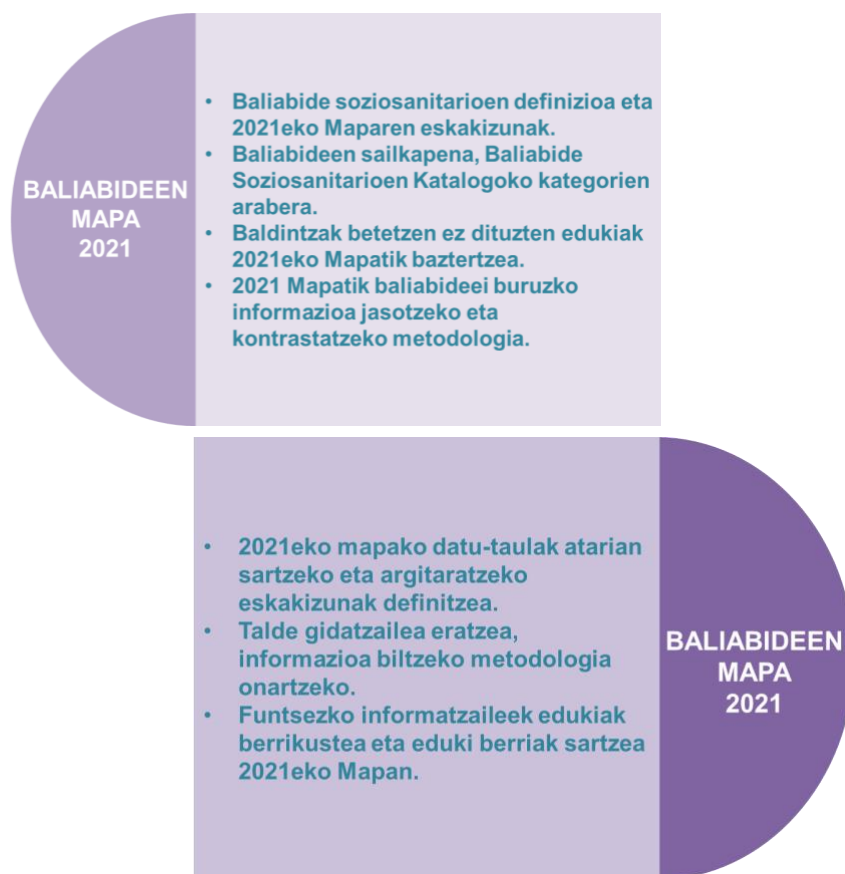 BALIABIDEEN
MAPA
2021
• Baliabide soziosanitarioen definizioa eta
2021eko Maparen eskakizunak.
• Baliabideen sailkapena, Baliabide
Soziosanitarioen Katalogoko kategorien
arabera.
• Baldintzak betetzen ez dituzten edukiak
2021eko Mapatik baztertzea.
• 2021 Mapatik baliabideei buruzko
informazioa jasotzeko eta
kontrastatzeko metodologia.
• 2021eko mapako datu-taulak atarian
sartzeko eta argitaratzeko
eskakizunak definitzea.
• Talde gidatzailea eratzea,
informazioa biltzeko metodologia
onartzeko.
• Funtsezko informatzaileek edukiak
berrikustea eta eduki berriak sartzea
2021eko Mapan.
BALIABIDEEN
MAPA
2021